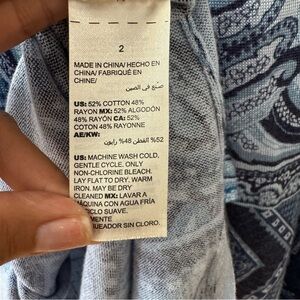 2
MADE IN CHINA/ HECHO EN
CHINA/ FABRIQUÉ EN
CHINE/
صنع في الصين
US: 52% COTTON 48%
RAYON MX: 52% ALGODÓN
48% RAYON CA: 52%
COTON 48% RAYONNE
AE/KW:
52% القطن 48% رايون
US: MACHINE WASH COLD,
GENTLE CYCLE. ONLY
NON-CHLORINE BLEACH.
LAY FLAT TO DRY. WARM
IRON. MAY BE DRY
CLEANED MX: LAVAR A
MÁQUINA CON AGUA FRÍA
CICLO SUAVE.
SIN CLORO.